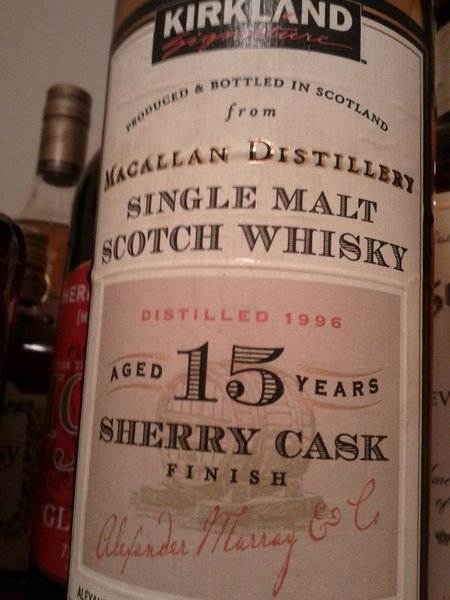 KIRKLAND
Signature
PRODUCED & BOTTLED IN SCOTLAND
from
MACALLAN DISTILLERY
SINGLE MALT
SCOTCH WHISKY
DISTILLED 1996
AGED 15 YEARS
SHERRY CASK
FINISH
Alexander Murray & Co